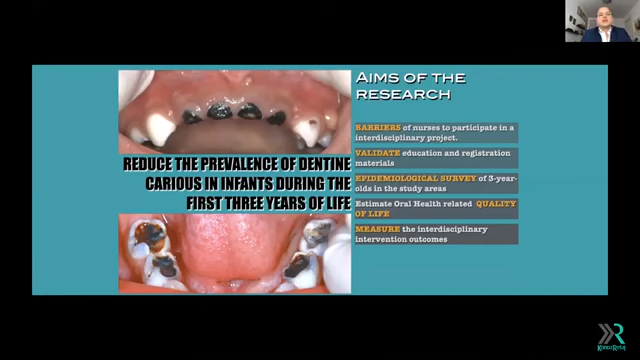 AIMS OF THE
RESEARCH
REDUCE THE PREVALENCE OF DENTINE
CARIOUS IN INFANTS DURING THE
FIRST THREE YEARS OF LIFE
BARRIERS of nurses to participate in a
interdisciplinary project.
VALIDATE education and registration
materials
EPIDEMIOLOGICAL SURVEY of 3-year-
olds in the study areas
Estimate Oral Health related QUALITY
OF LIFE
MEASURE the interdisciplinary
intervention outcomes